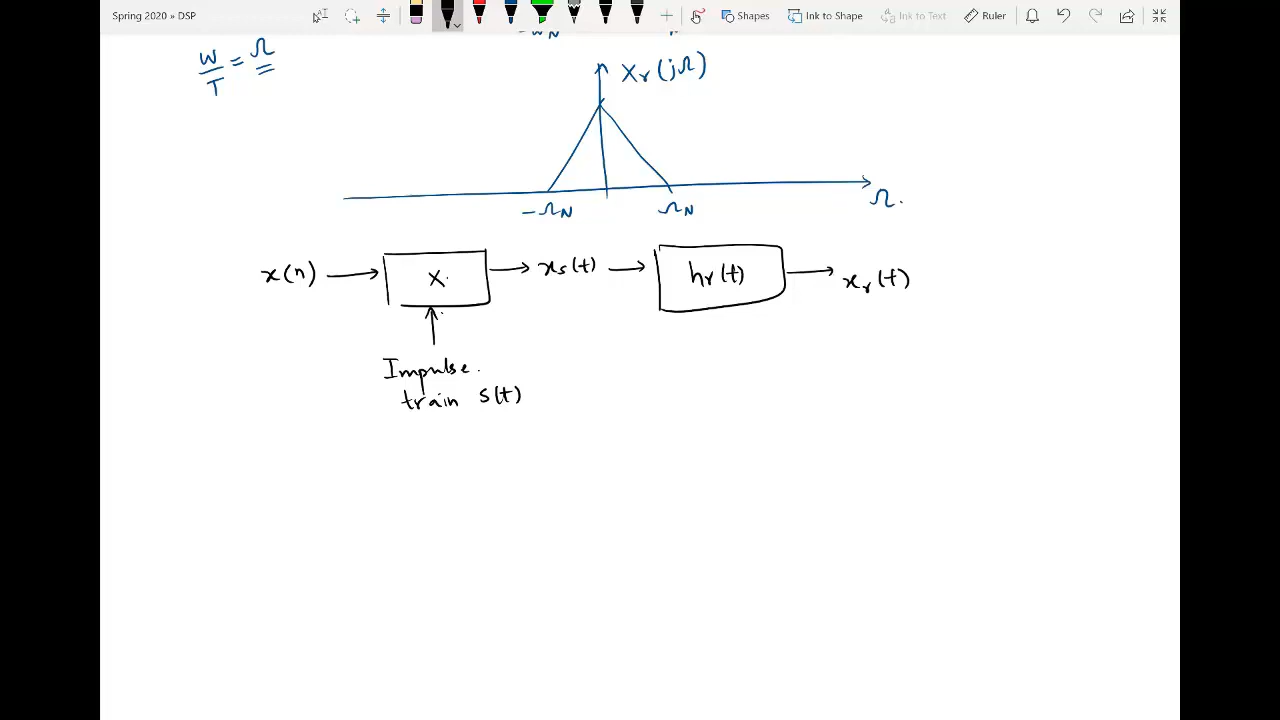 Spring 2020 » DSP
Shapes
Ink to Shape
Ink to Text
Ruler
W/T = Ω
Xr(jΩ)
-ΩN
ΩN
Ω.
x(n)
X.
xs(t)
hr(t)
xr(t)
Impulse.
train s(t)